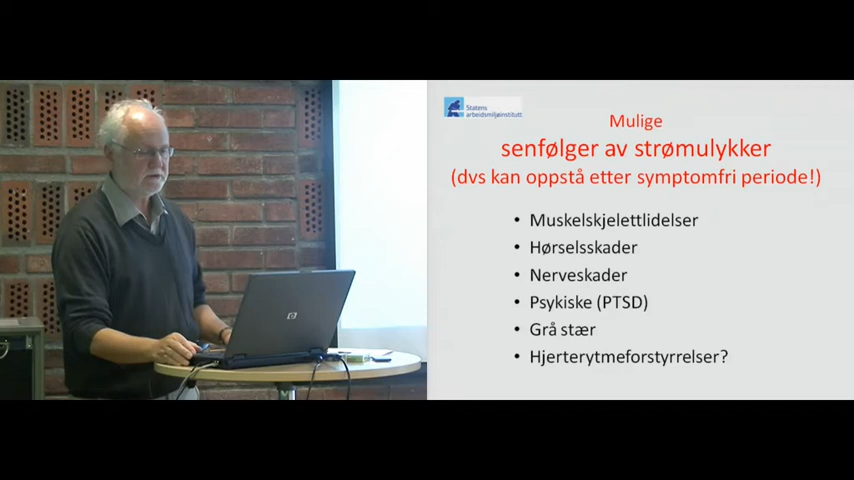 Statens
arbeidsmiljøinstitutt
Mulige
senfølger av strømulykker
(dvs kan oppstå etter symptomfri periode!)
• Muskelskjelettlidelser
• Hørselsskader
• Nerveskader
• Psykiske (PTSD)
• Grå stær
• Hjerterytmeforstyrrelser?
hp